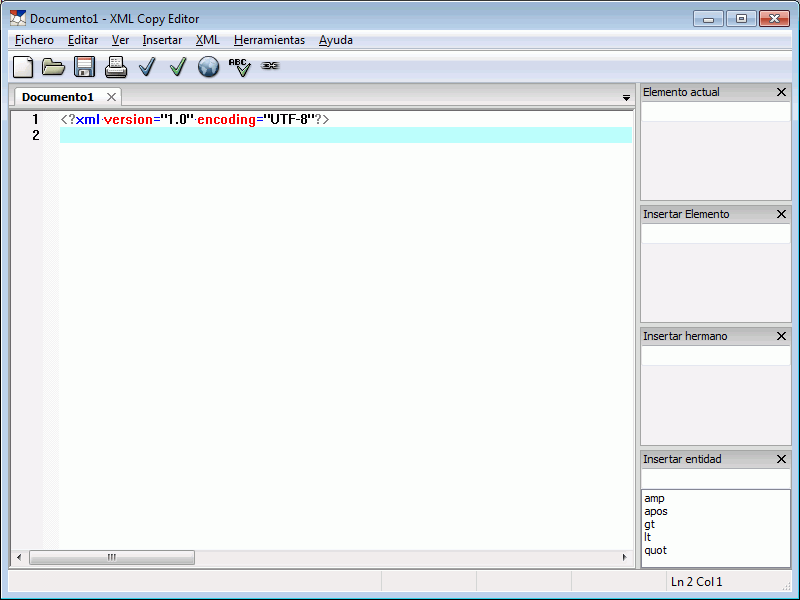 Documento1 - XML Copy Editor
Fichero Editar Ver Insertar XML Herramientas Ayuda
ABC
Documento1
1 <?xml version="1.0" encoding="UTF-8"?>
2
Elemento actual
Insertar Elemento
Insertar hermano
Insertar entidad
amp
apos
gt
lt
quot
Ln 2 Col 1